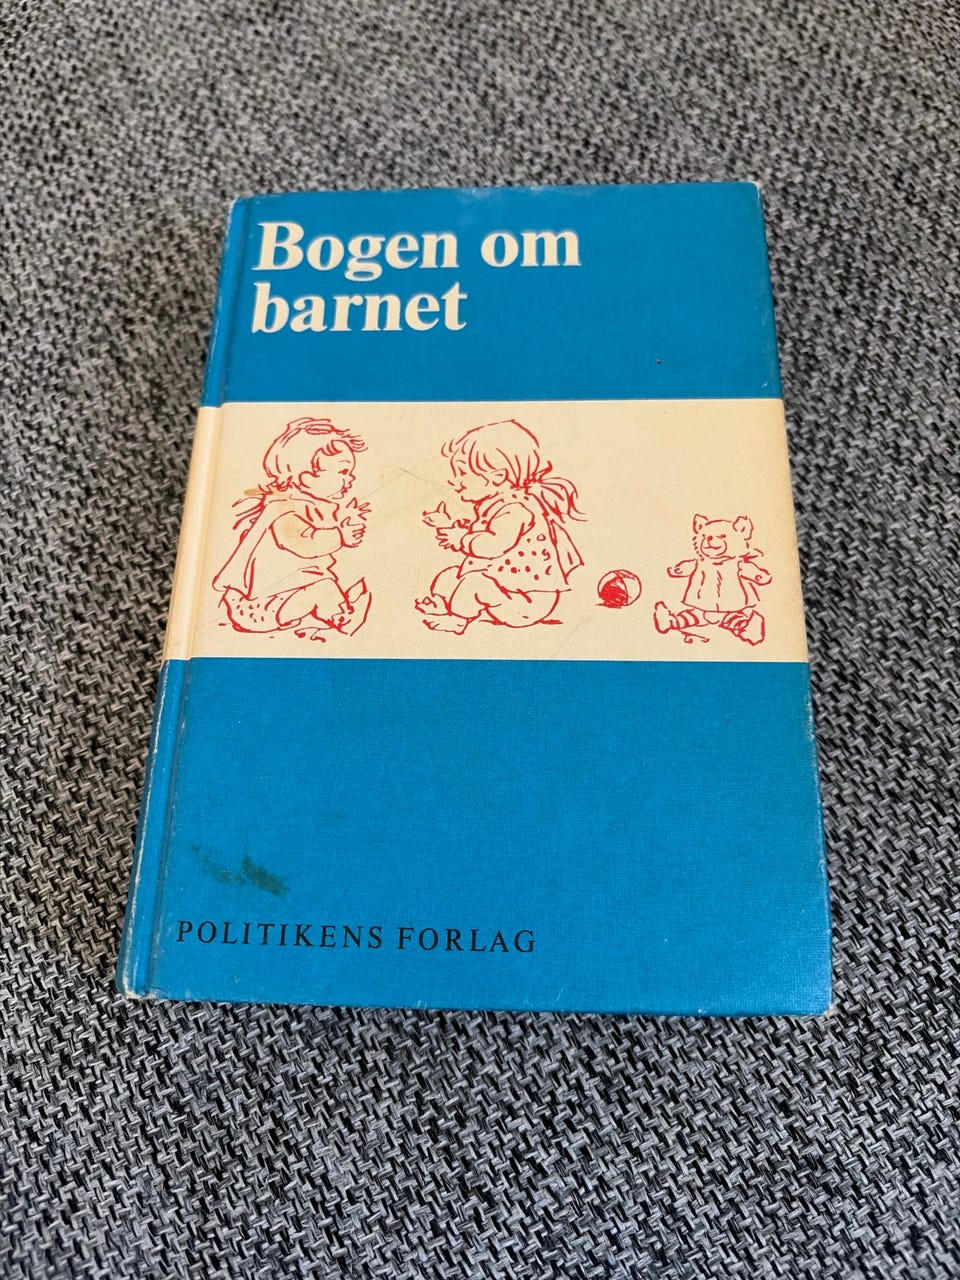 Bogen om
barnet
POLITIKENS FORLAG